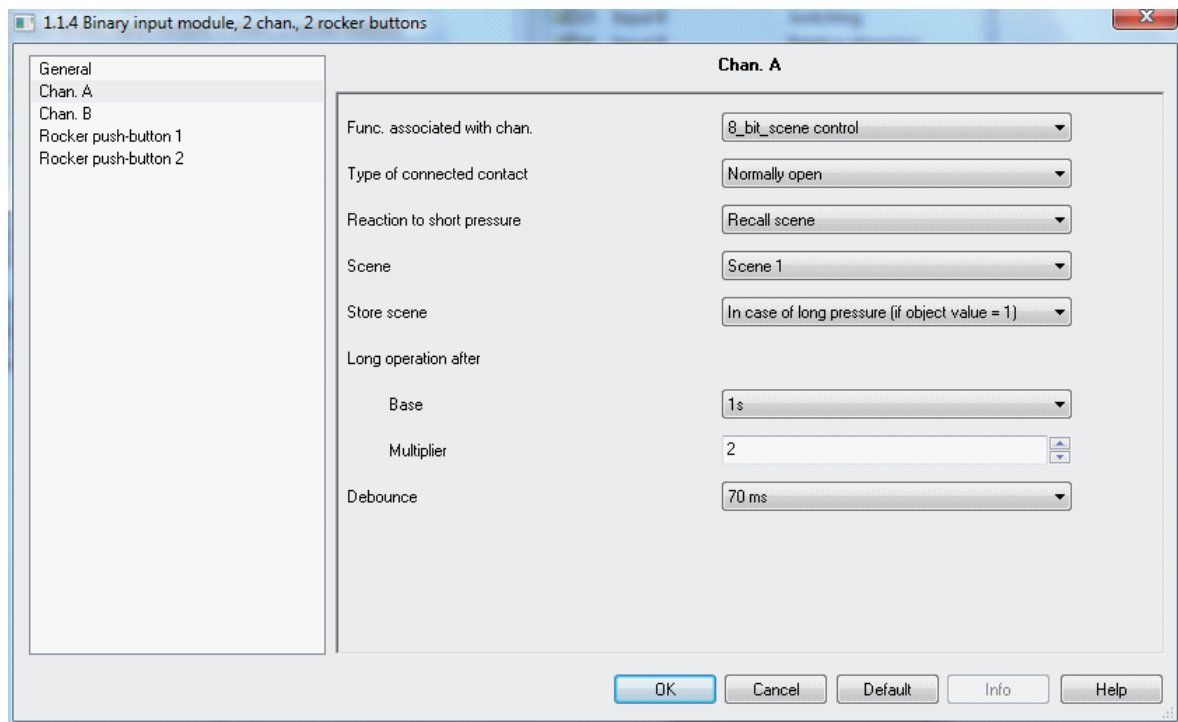 1.1.4 Binary input module, 2 chan., 2 rocker buttons
General
Chan. A
Chan. B
Rocker push-button 1
Rocker push-button 2
Chan. A
Func. associated with chan. 8_bit_scene control
Type of connected contact Normally open
Reaction to short pressure Recall scene
Scene Scene 1
Store scene In case of long pressure (if object value = 1)
Long operation after
Base 1s
Multiplier 2
Debounce 70 ms
OK Cancel Default Info Help